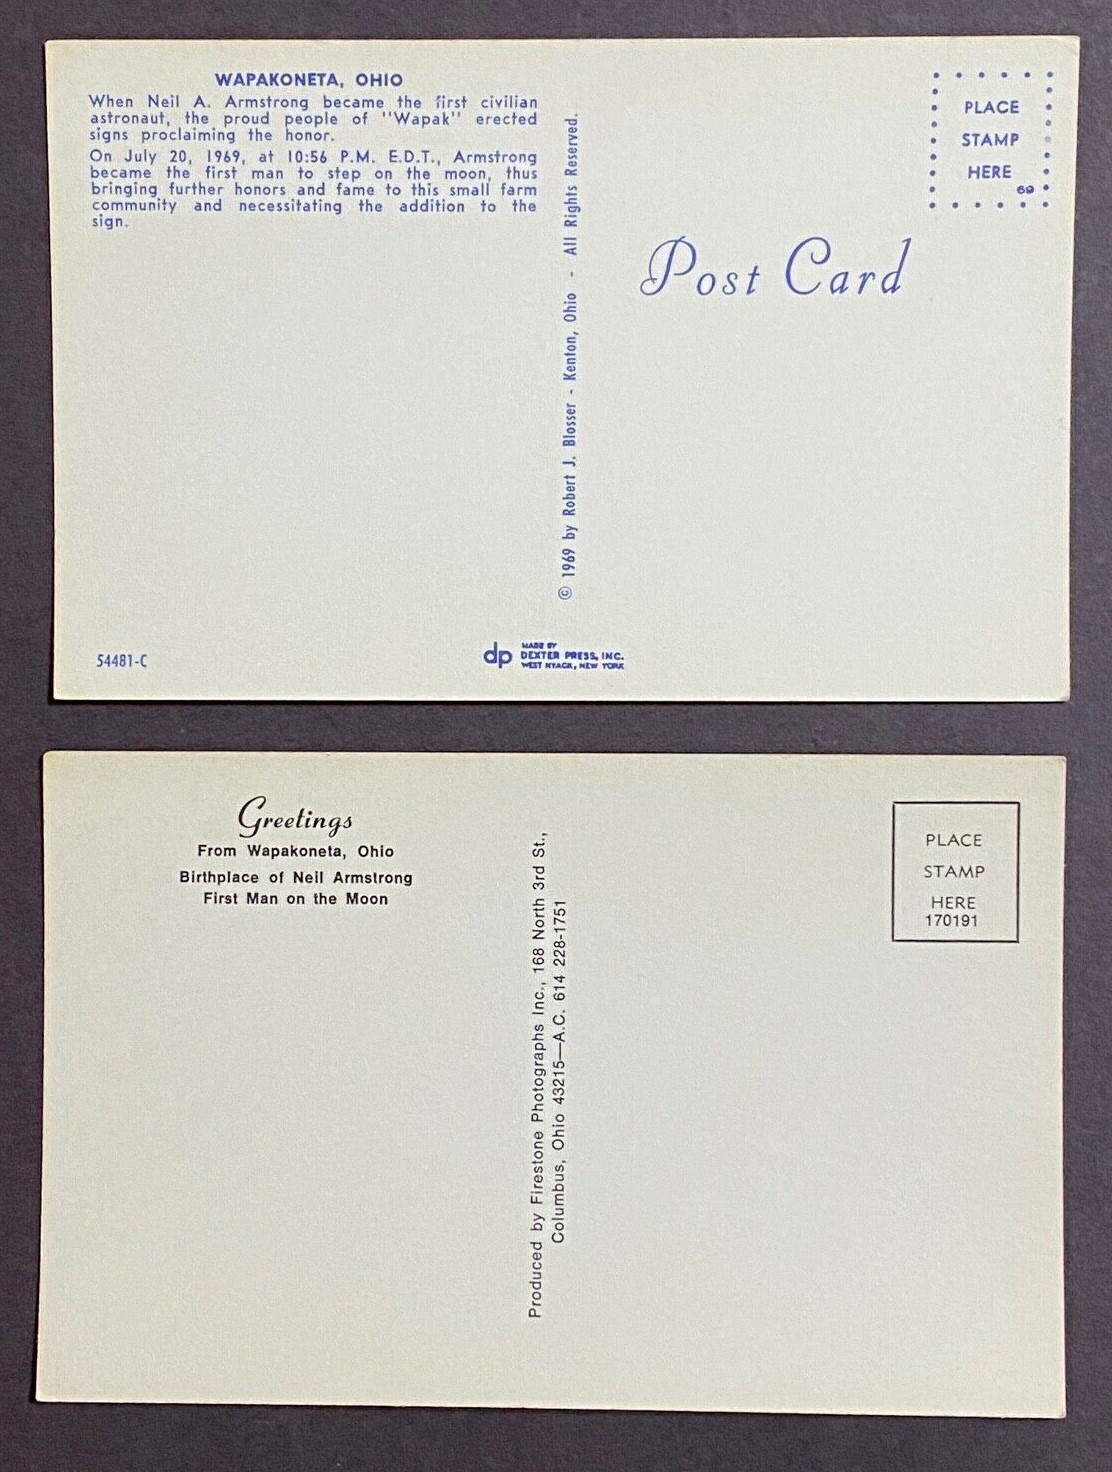 WAPAKONETA, OHIO
When Neil A. Armstrong became the first civilian
astronaut, the proud people of "Wapak" erected
signs proclaiming the honor.
On July 20, 1969, at 10:56 P.M. E.D.T., Armstrong
became the first man to step on the moon, thus
bringing further honors and fame to this small farm
community and necessitating the addition to the
sign.
54481-C
© 1969 by Robert J. Blosser - Kenton, Ohio - All Rights Reserved.
dp
MADE BY
DEXTER PRESS, INC.
WEST NYACK, NEW YORK
PLACE
STAMP
HERE
69
Post Card
Greetings
From Wapakoneta, Ohio
Birthplace of Neil Armstrong
First Man on the Moon
Produced by Firestone Photographs Inc., 168 North 3rd St.,
Columbus, Ohio 43215—A.C. 614 228-1751
PLACE
STAMP
HERE
170191